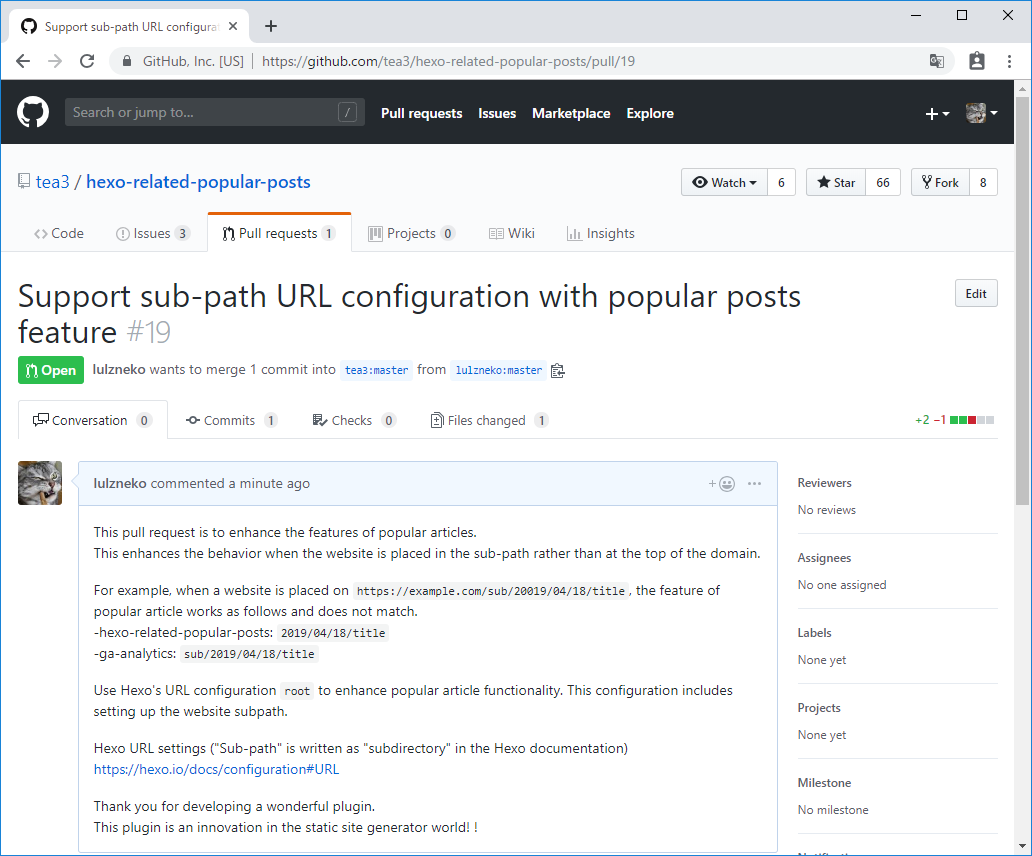 Support sub-path URL configurat
GitHub, Inc. [US] | https://github.com/tea3/hexo-related-popular-posts/pull/19
Search or jump to... / Pull requests Issues Marketplace Explore
tea3 / hexo-related-popular-posts Watch 6 Star 66 Fork 8
Code Issues 3 Pull requests 1 Projects 0 Wiki Insights
Support sub-path URL configuration with popular posts
feature #19
Edit
Open lulzneko wants to merge 1 commit into tea3:master from lulzneko:master
Conversation 0 Commits 1 Checks 0 Files changed 1 +2 −1
lulzneko commented a minute ago
This pull request is to enhance the features of popular articles.
This enhances the behavior when the website is placed in the sub-path rather than at the top of the domain.
For example, when a website is placed on https://example.com/sub/20019/04/18/title, the feature of
popular article works as follows and does not match.
-hexo-related-popular-posts: 2019/04/18/title
-ga-analytics: sub/2019/04/18/title
Use Hexo's URL configuration root to enhance popular article functionality. This configuration includes
setting up the website subpath.
Hexo URL settings ("Sub-path" is written as "subdirectory" in the Hexo documentation)
https://hexo.io/docs/configuration#URL
Thank you for developing a wonderful plugin.
This plugin is an innovation in the static site generator world! !
Reviewers
No reviews
Assignees
No one assigned
Labels
None yet
Projects
None yet
Milestone
No milestone